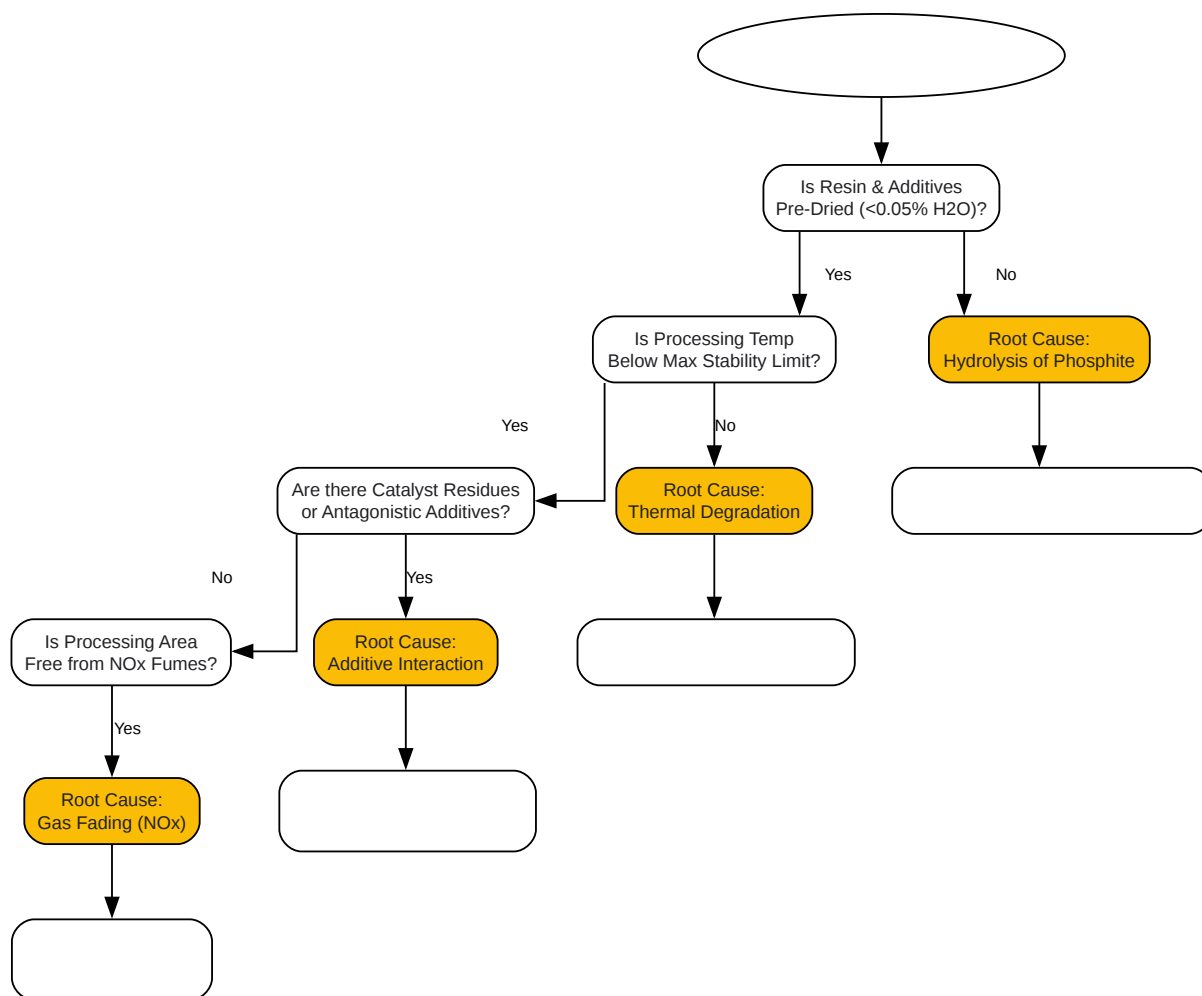 Is Resin & Additives
Pre-Dried (<0.05% H2O)?
Yes
No
Is Processing Temp
Below Max Stability Limit?
Root Cause:
Hydrolysis of Phosphite
Yes
No
Are there Catalyst Residues
or Antagonistic Additives?
Root Cause:
Thermal Degradation
No
Yes
Is Processing Area
Free from NOx Fumes?
Root Cause:
Additive Interaction
Yes
Root Cause:
Gas Fading (NOx)